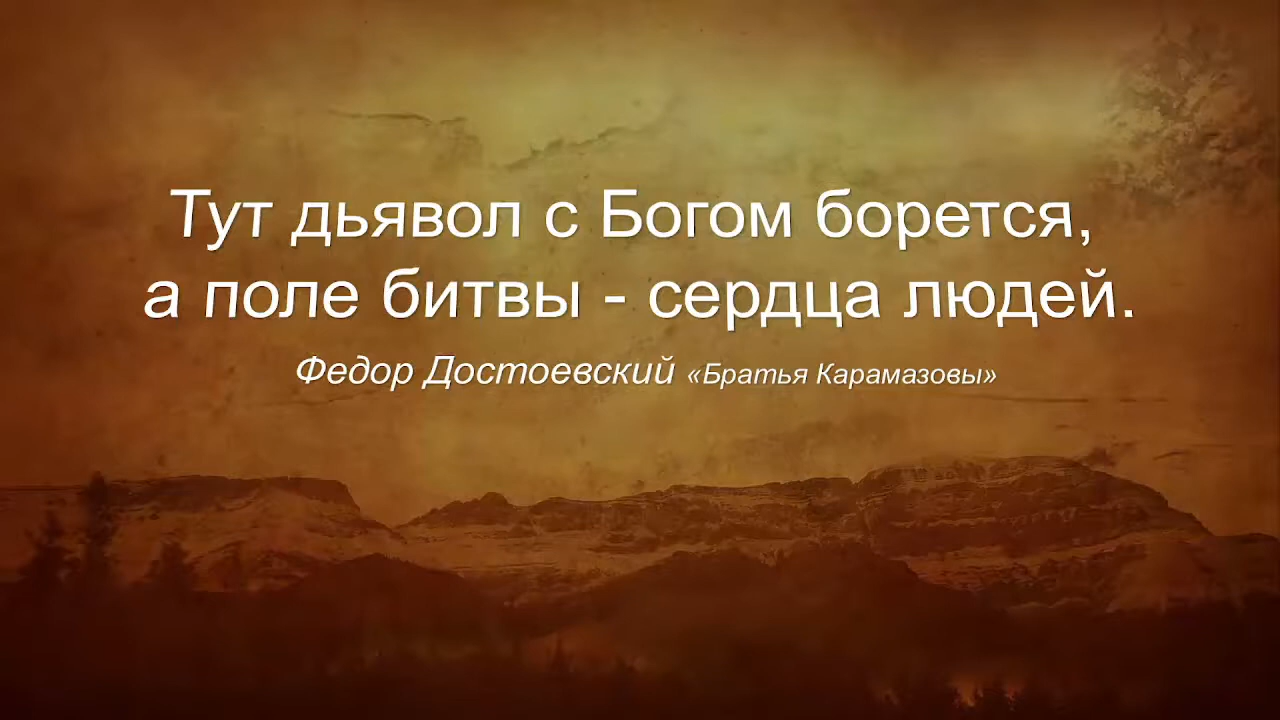 Тут дьявол с Богом борется,
а поле битвы - сердца людей.
Федор Достоевский «Братья Карамазовы»